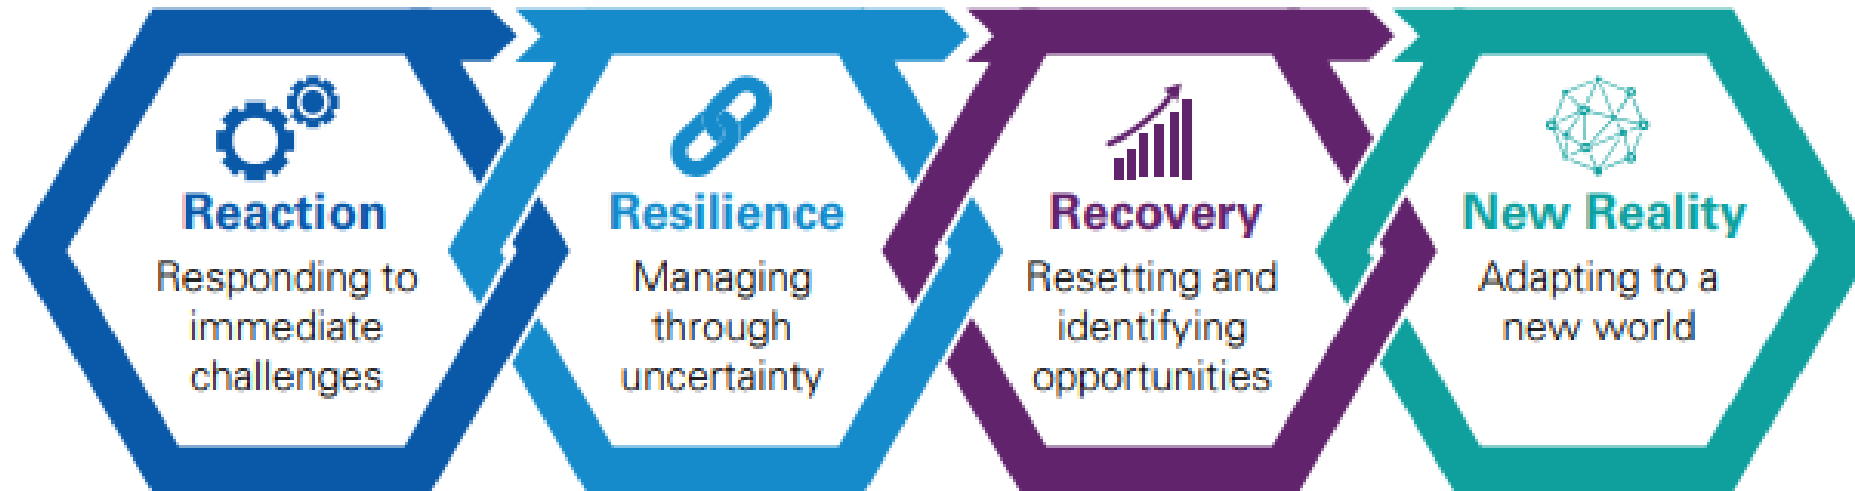 Reaction
Responding to
immediate
challenges
Resilience
Managing
through
uncertainty
Recovery
Resetting and
identifying
opportunities
New Reality
Adapting to a
new world